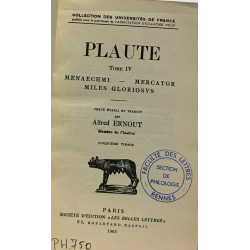 COLLECTION DES UNIVERSITÉS DE FRANCE
publiée sous le patronage de l'ASSOCIATION GUILLAUME BUDÉ
PLAUTE
TOME IV
MENAECHMI — MERCATOR
MILES GLORIOSVS
TEXTE ÉTABLI ET TRADUIT
par
Alfred ERNOUT
Membre de l'Institut
CINQUIÈME TIRAGE
FACULTÉ DES LETTRES
SECTION
DE
PHILOLOGIE
RENNES
PARIS
SOCIÉTÉ D'ÉDITION « LES BELLES LETTRES »
95, BOULEVARD RASPAIL
1963
PH 750